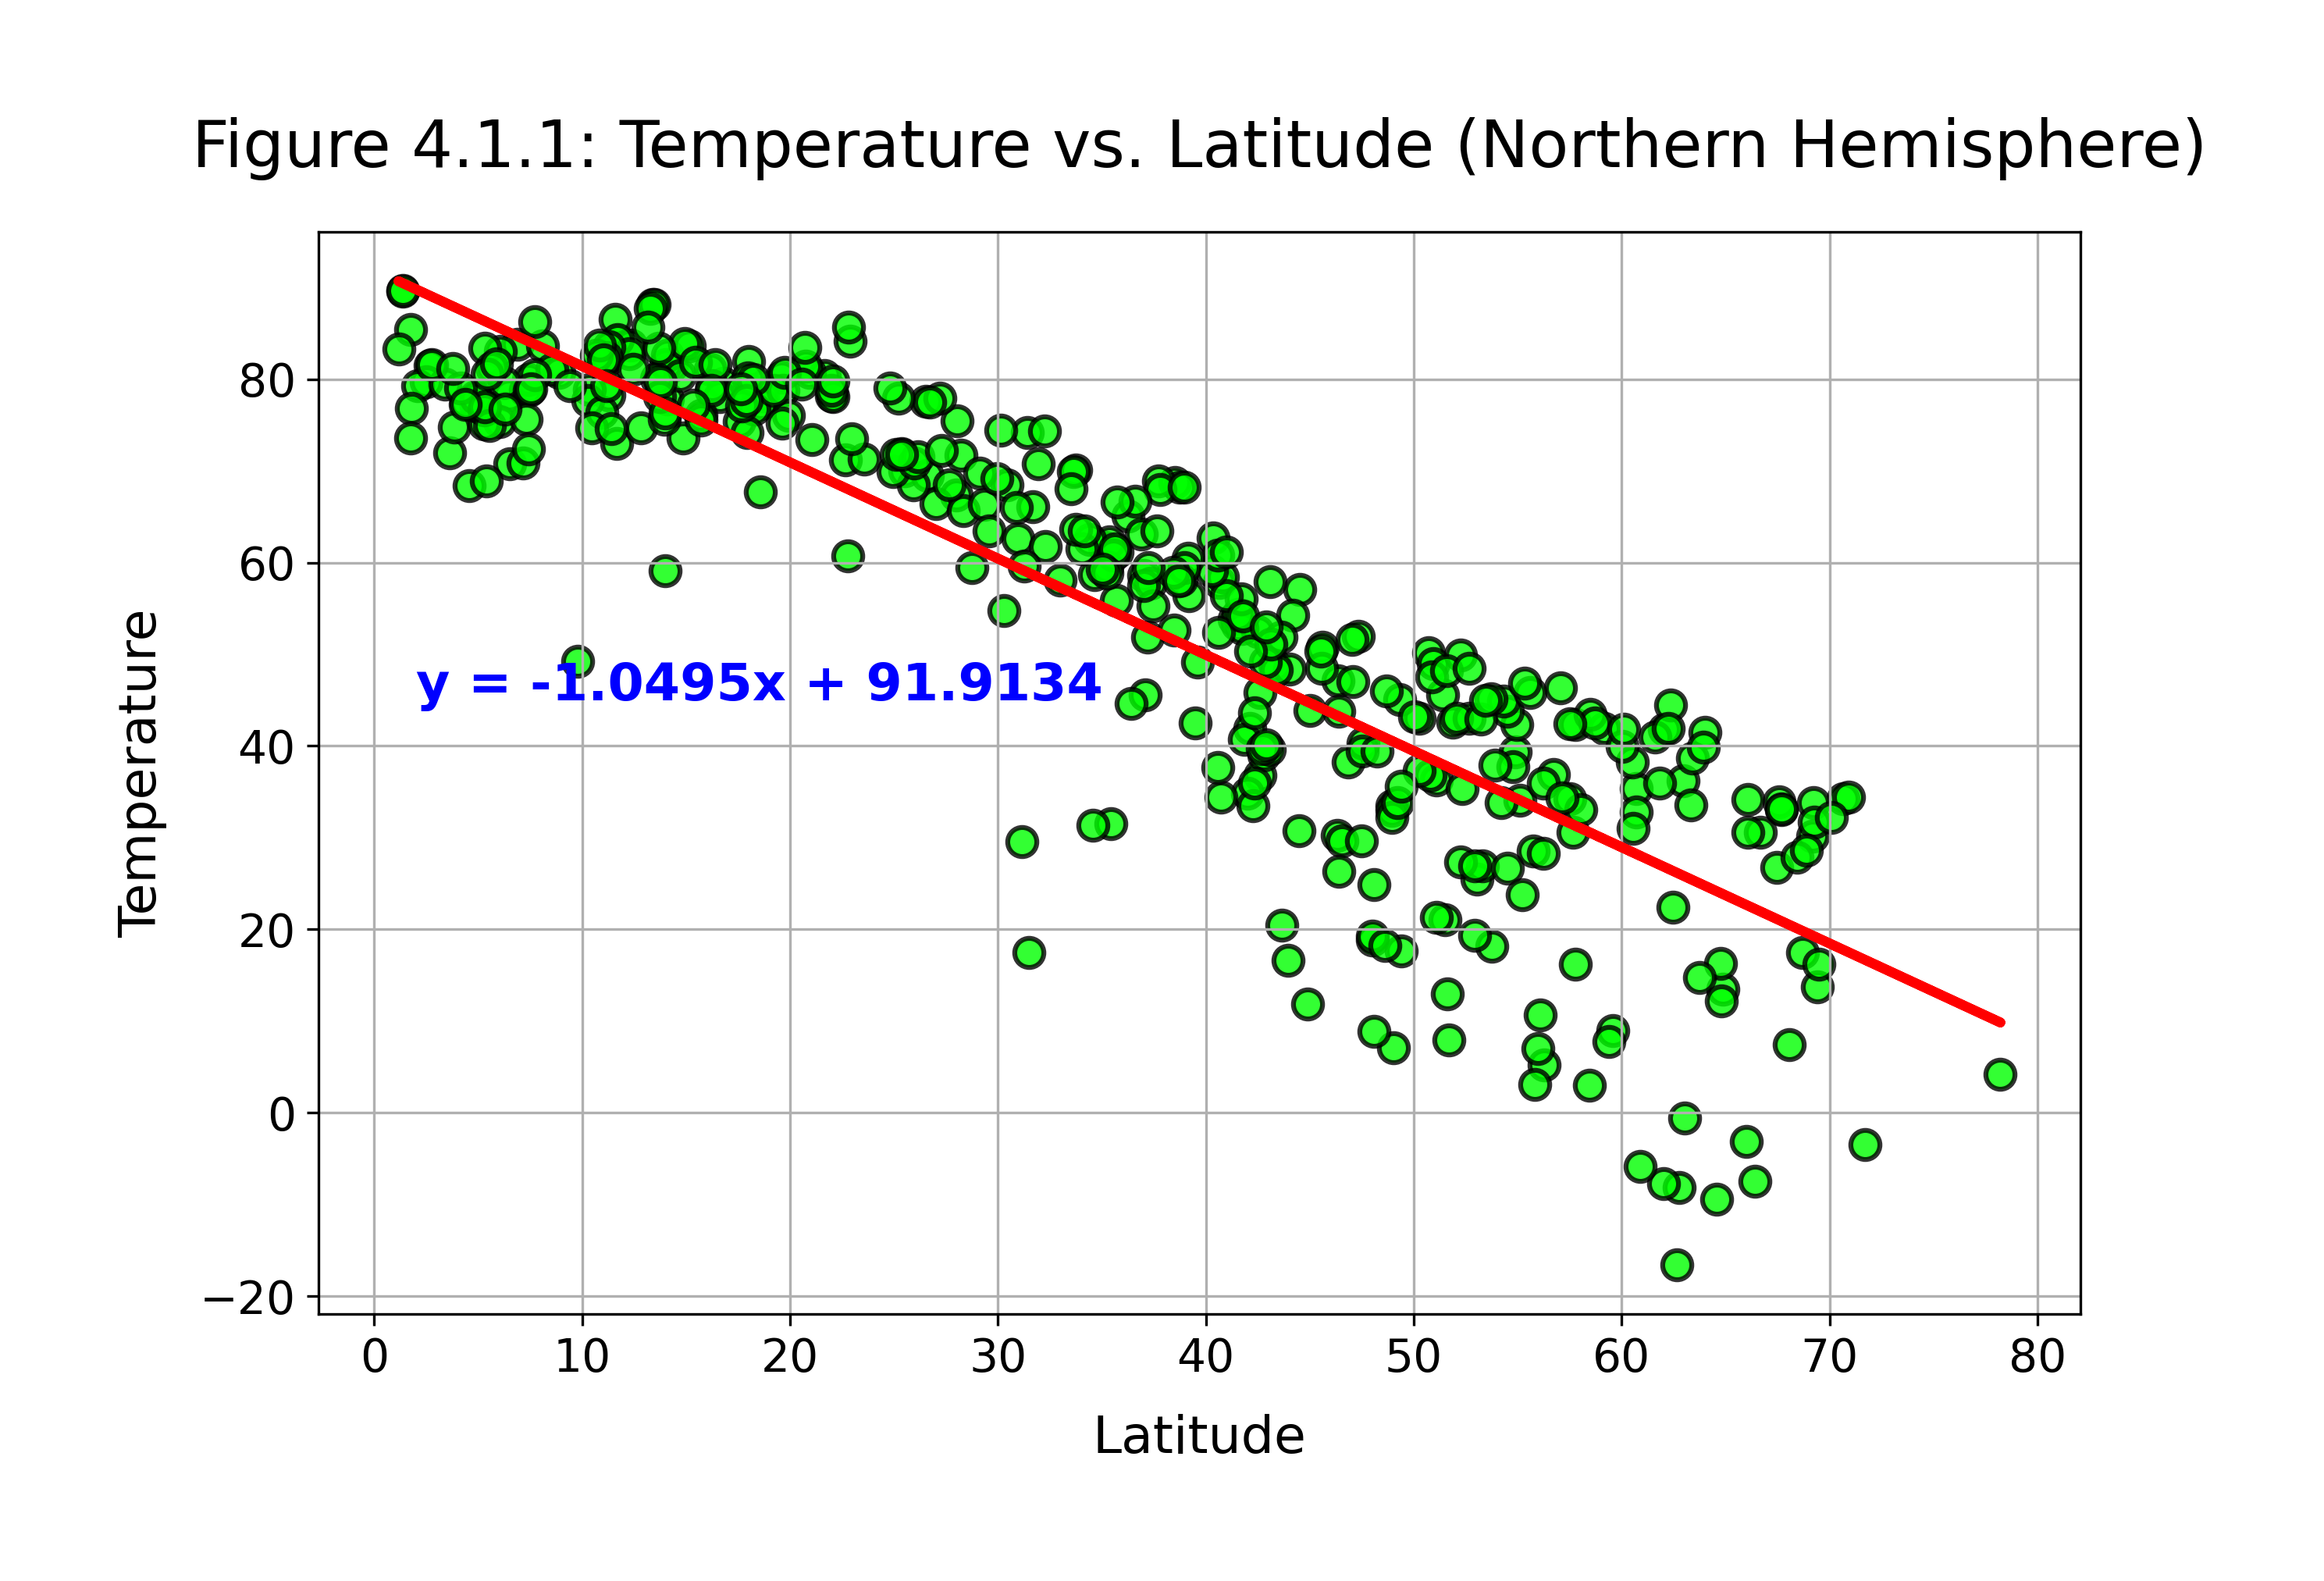 Figure 4.1.1: Temperature vs. Latitude (Northern Hemisphere)
80
60
40
20
0
−20
Temperature
y = -1.0495x + 91.9134
0 10 20 30 40 50 60 70 80
Latitude